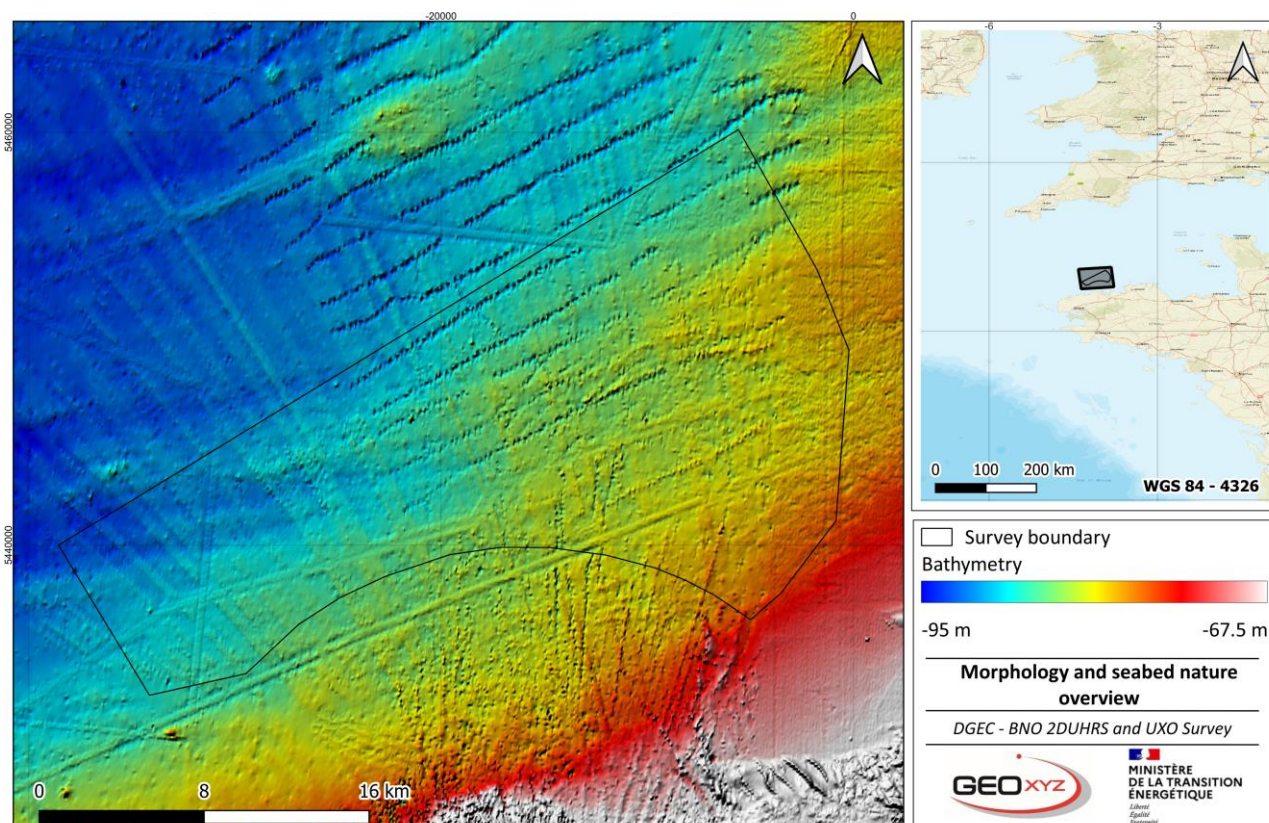 -20000
0
5460000
5440000
0
8
16 km
-6
-3
0
100
200 km
WGS 84 - 4326
Survey boundary
Bathymetry
-95 m
-67.5 m
Morphology and seabed nature
overview
DGEC - BNO 2DUHRS and UXO Survey
GEOXYZ
MINISTÈRE
DE LA TRANSITION
ÉNERGÉTIQUE
Liberté
Égalité